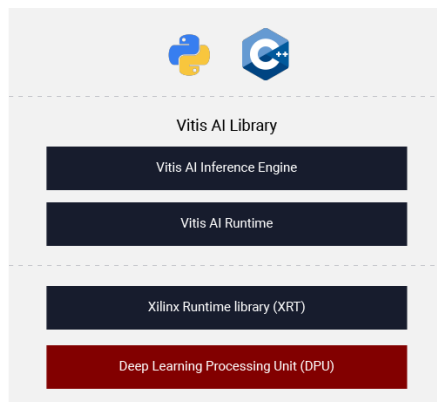 C++
Vitis AI Library
Vitis AI Inference Engine
Vitis AI Runtime
Xilinx Runtime library (XRT)
Deep Learning Processing Unit (DPU)